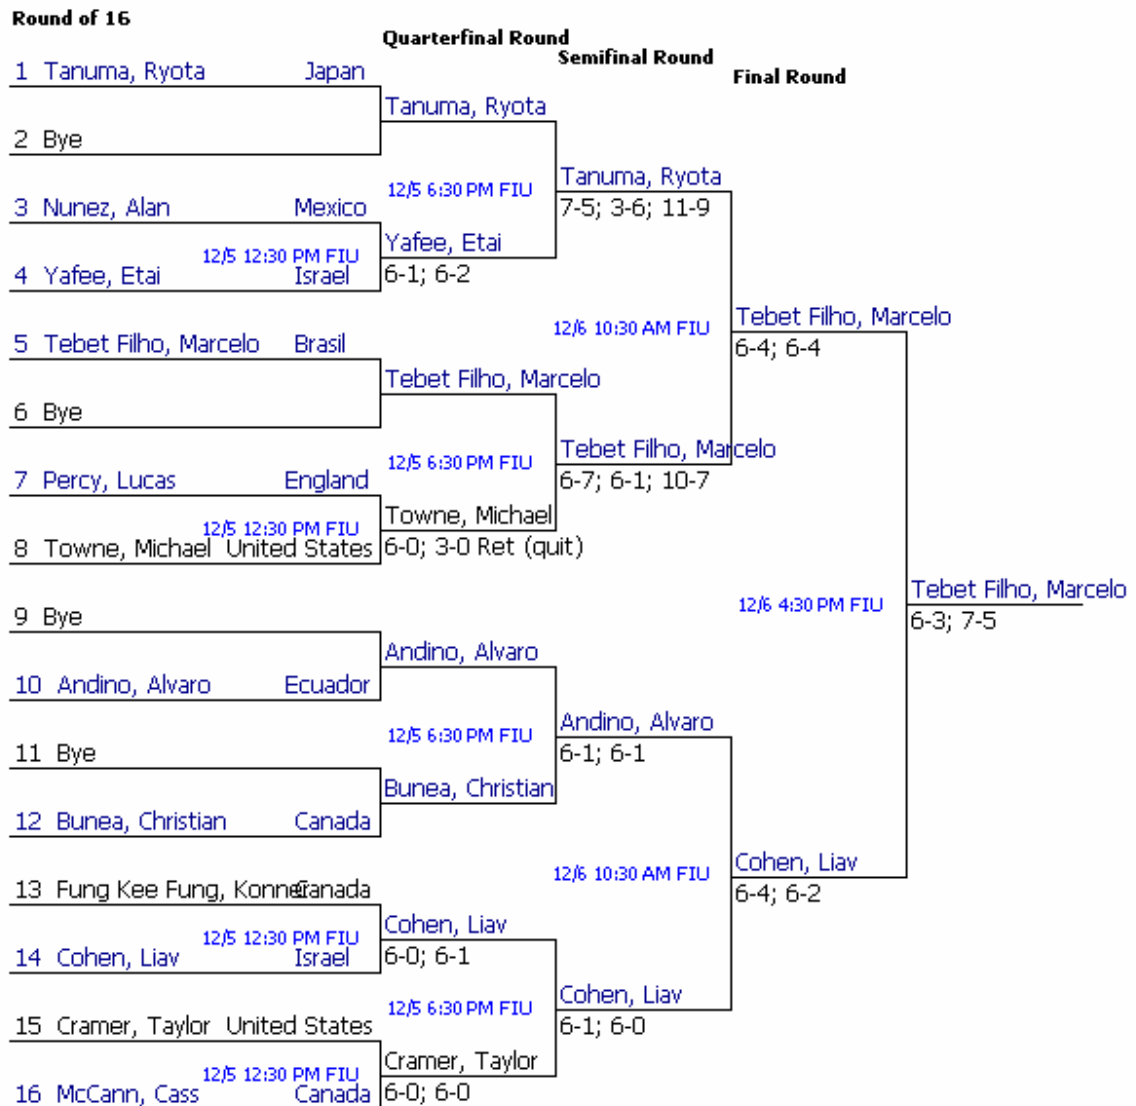 Round of 16
Quarterfinal Round
Semifinal Round
Final Round
1 Tanuma, Ryota Japan
Tanuma, Ryota
2 Bye
12/5 6:30 PM FIU
Tanuma, Ryota
7-5; 3-6; 11-9
3 Nunez, Alan Mexico
12/5 12:30 PM FIU
Yafee, Etai
6-1; 6-2
4 Yafee, Etai Israel
12/6 10:30 AM FIU
Tebet Filho, Marcelo
6-4; 6-4
5 Tebet Filho, Marcelo Brasil
Tebet Filho, Marcelo
6 Bye
12/5 6:30 PM FIU
Tebet Filho, Marcelo
6-7; 6-1; 10-7
7 Percy, Lucas England
12/5 12:30 PM FIU
Towne, Michael
6-0; 3-0 Ret (quit)
8 Towne, Michael United States
12/6 4:30 PM FIU
Tebet Filho, Marcelo
6-3; 7-5
9 Bye
Andino, Alvaro
10 Andino, Alvaro Ecuador
12/5 6:30 PM FIU
Andino, Alvaro
6-1; 6-1
11 Bye
Bunea, Christian
12 Bunea, Christian Canada
12/6 10:30 AM FIU
Cohen, Liav
6-4; 6-2
13 Fung Kee Fung, Konner Canada
12/5 12:30 PM FIU
Cohen, Liav
6-0; 6-1
14 Cohen, Liav Israel
12/5 6:30 PM FIU
Cohen, Liav
6-1; 6-0
15 Cramer, Taylor United States
12/5 12:30 PM FIU
Cramer, Taylor
6-0; 6-0
16 McCann, Cass Canada